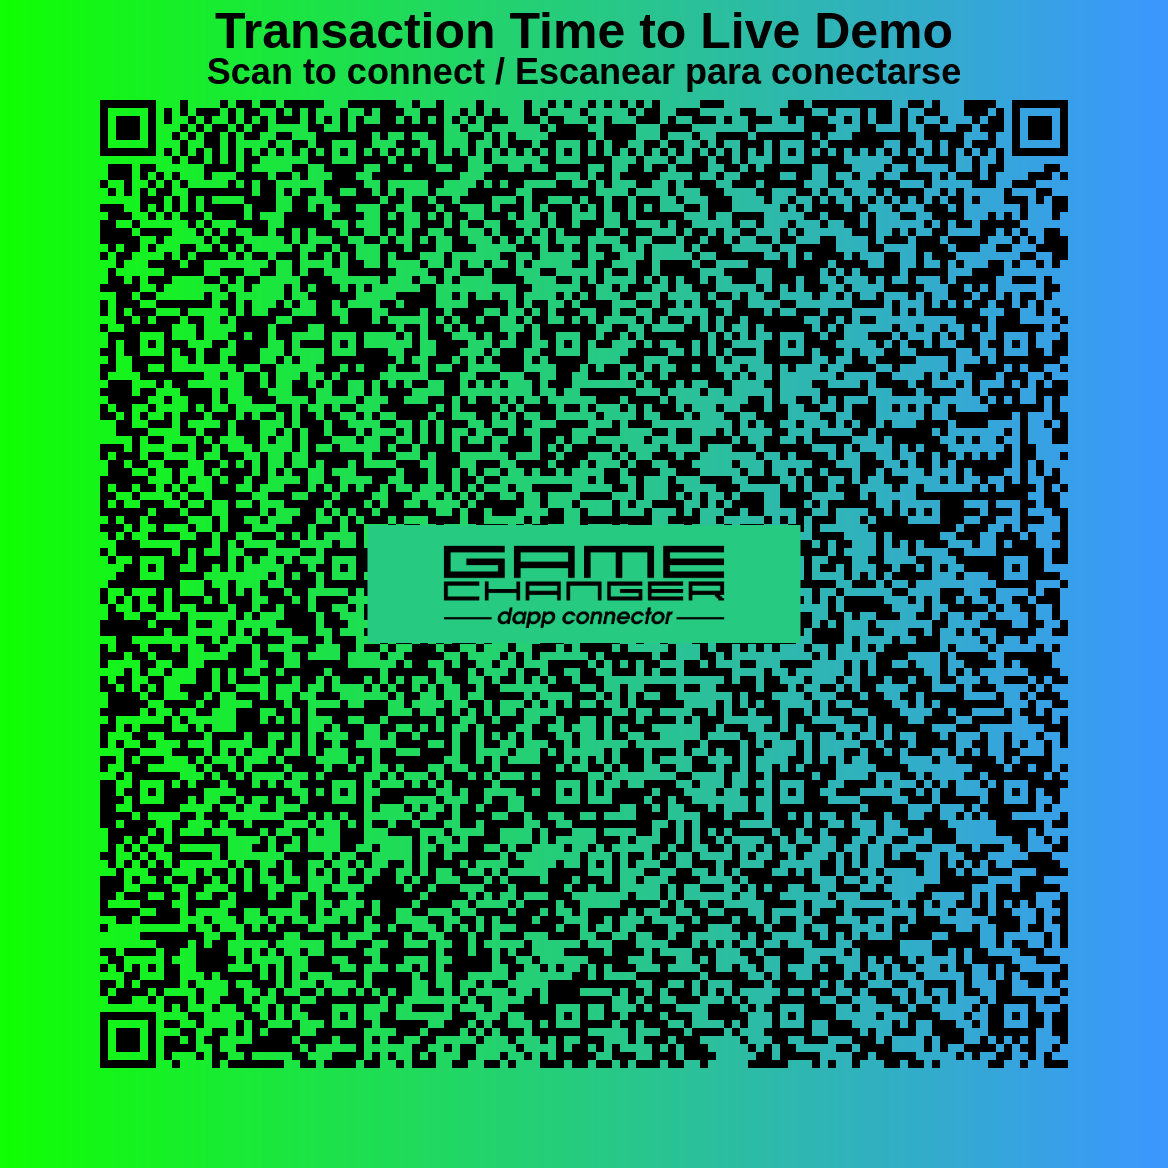 Transaction Time to Live Demo
Scan to connect / Escanear para conectarse
GAME
CHANGER
dapp connector